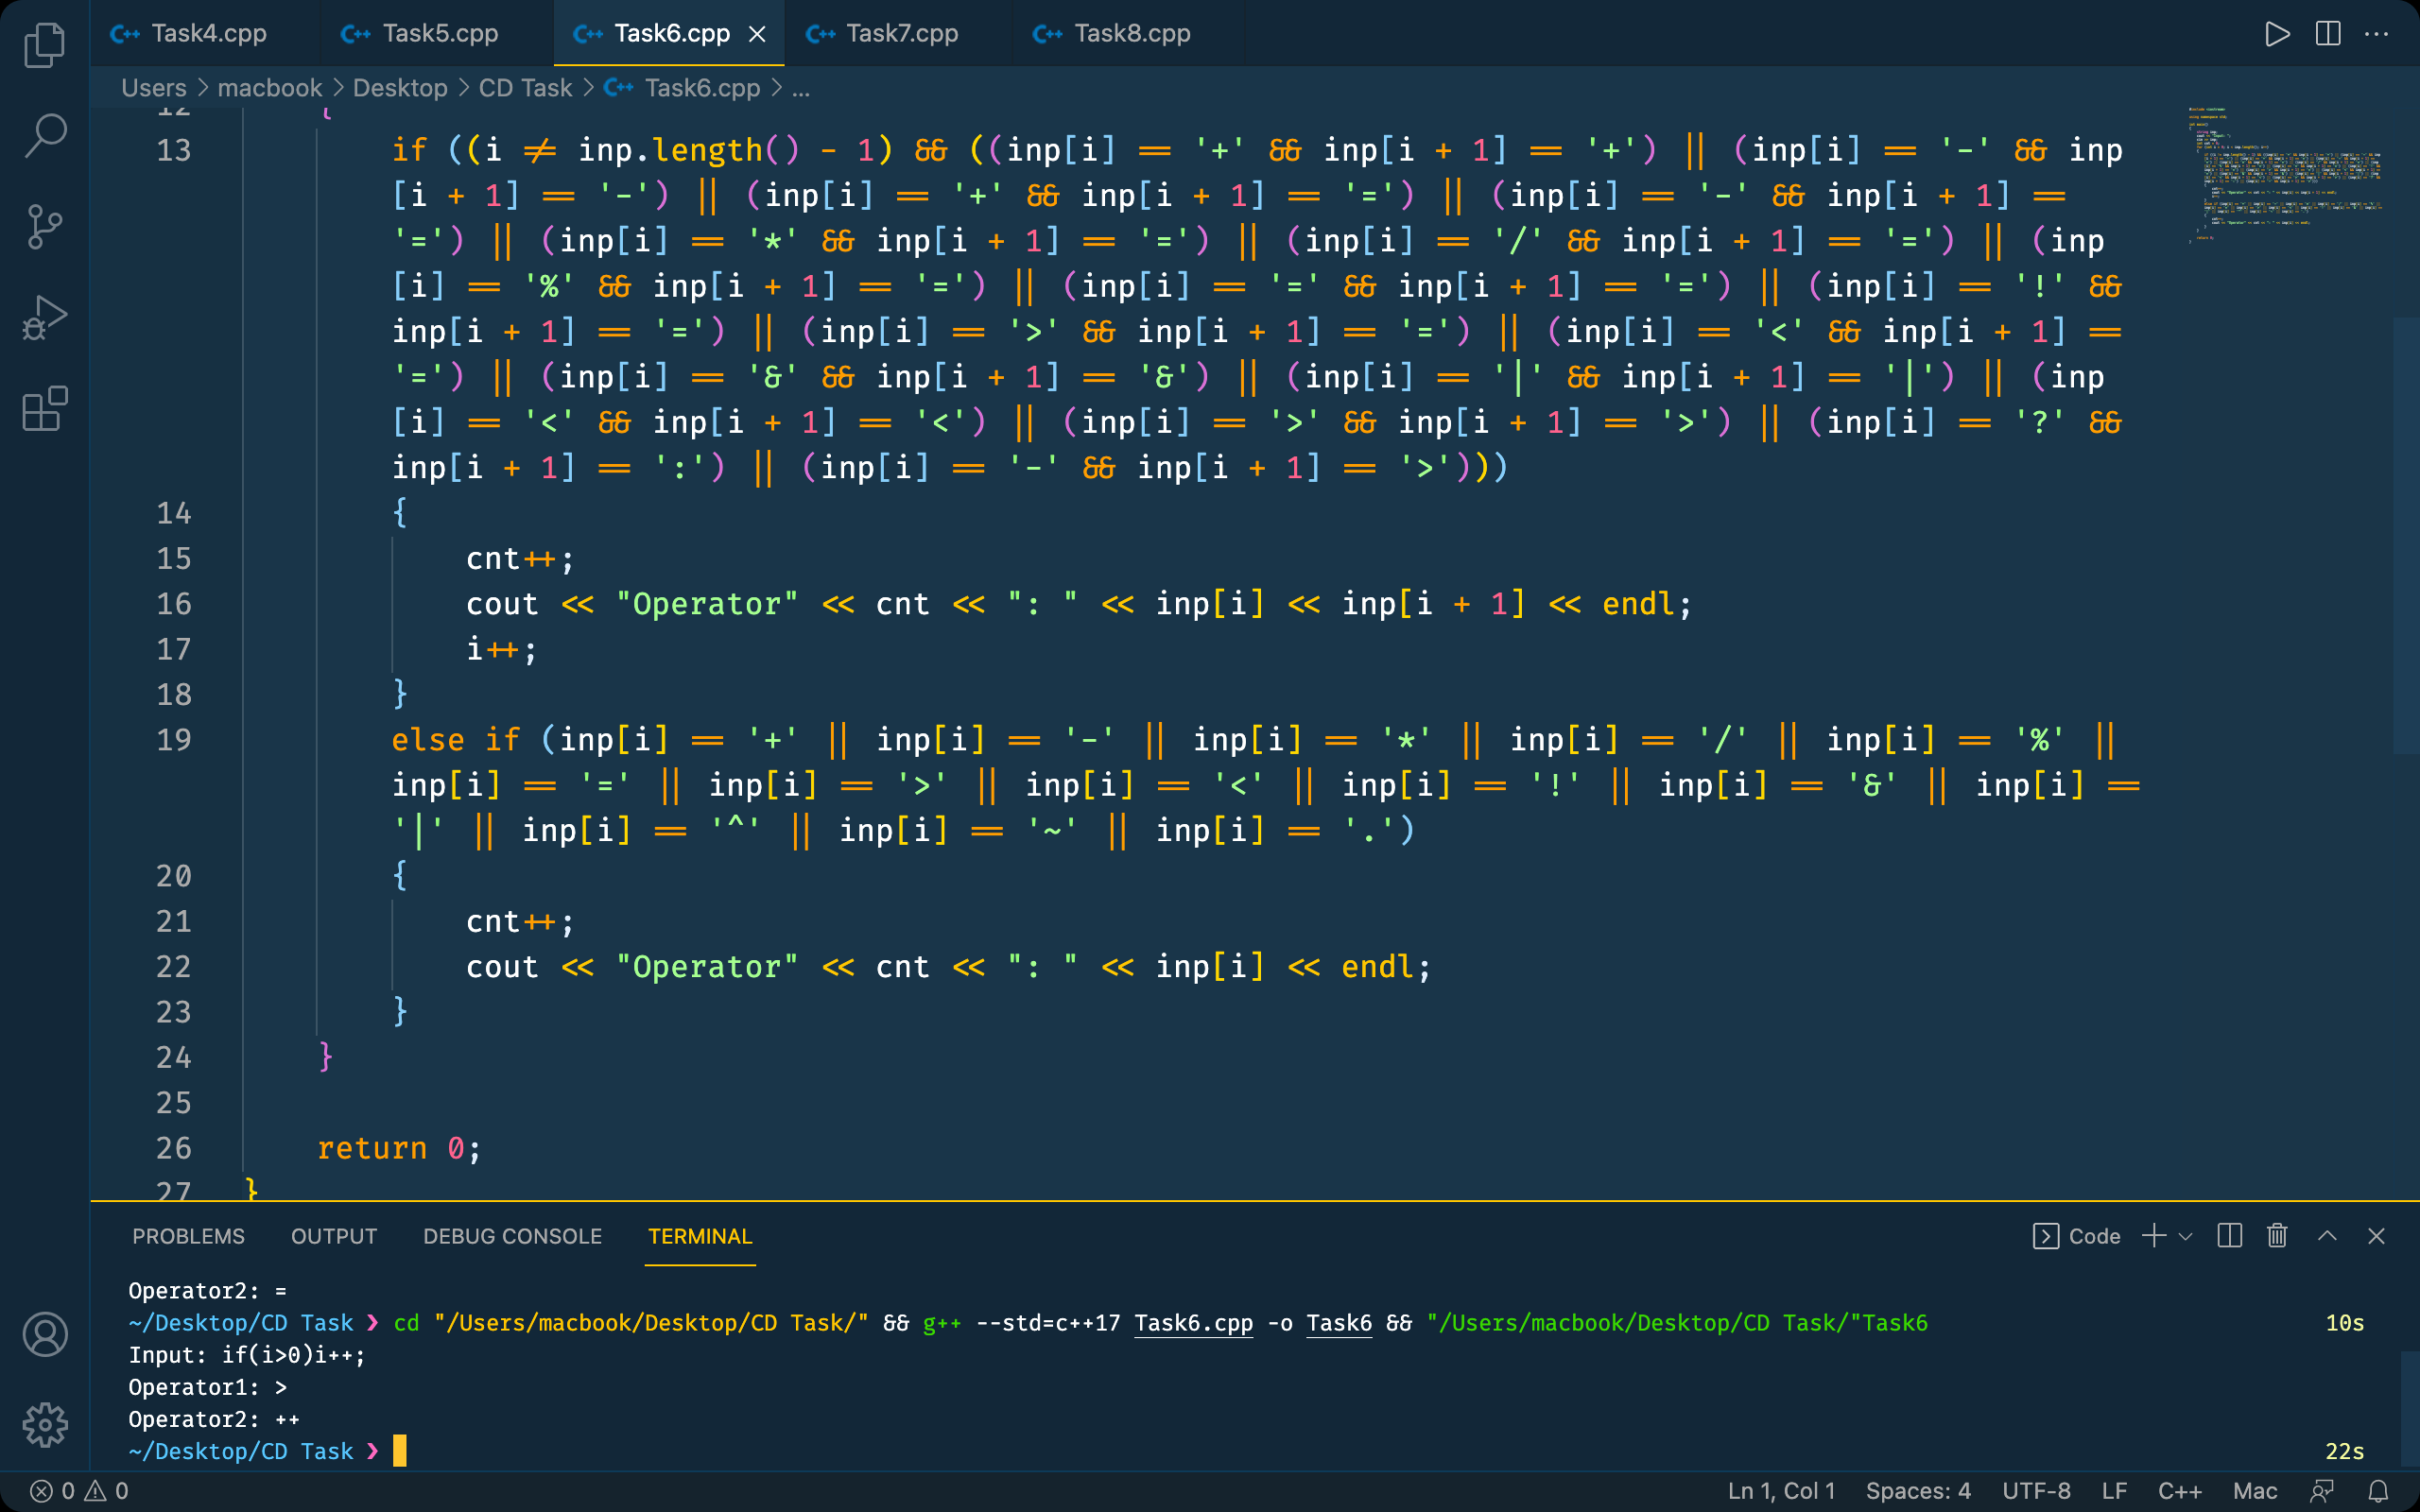 Task4.cpp Task5.cpp Task6.cpp Task7.cpp Task8.cpp
Users > macbook > Desktop > CD Task > Task6.cpp > ...
12 {
13 if ((i != inp.length() - 1) && ((inp[i] == '+' && inp[i + 1] == '+') || (inp[i] == '-' && inp
[i + 1] == '-') || (inp[i] == '+' && inp[i + 1] == '=') || (inp[i] == '-' && inp[i + 1] ==
'=') || (inp[i] == '*' && inp[i + 1] == '=') || (inp[i] == '/' && inp[i + 1] == '=') || (inp
[i] == '%' && inp[i + 1] == '=') || (inp[i] == '=' && inp[i + 1] == '=') || (inp[i] == '!' &&
inp[i + 1] == '=') || (inp[i] == '>' && inp[i + 1] == '=') || (inp[i] == '<' && inp[i + 1] ==
'=') || (inp[i] == '&' && inp[i + 1] == '&') || (inp[i] == '|' && inp[i + 1] == '|') || (inp
[i] == '<' && inp[i + 1] == '<') || (inp[i] == '>' && inp[i + 1] == '>') || (inp[i] == '?' &&
inp[i + 1] == ':') || (inp[i] == '-' && inp[i + 1] == '>')))
14 {
15 cnt++;
16 cout << "Operator" << cnt << ": " << inp[i] << inp[i + 1] << endl;
17 i++;
18 }
19 else if (inp[i] == '+' || inp[i] == '-' || inp[i] == '*' || inp[i] == '/' || inp[i] == '%' ||
inp[i] == '=' || inp[i] == '>' || inp[i] == '<' || inp[i] == '!' || inp[i] == '&' || inp[i] ==
'|' || inp[i] == '^' || inp[i] == '~' || inp[i] == '.')
20 {
21 cnt++;
22 cout << "Operator" << cnt << ": " << inp[i] << endl;
23 }
24 }
25
26 return 0;
27 }
PROBLEMS OUTPUT DEBUG CONSOLE TERMINAL Code
Operator2: =
~/Desktop/CD Task ❯ cd "/Users/macbook/Desktop/CD Task/" && g++ --std=c++17 Task6.cpp -o Task6 && "/Users/macbook/Desktop/CD Task/"Task6 10s
Input: if(i>0)i++;
Operator1: >
Operator2: ++
~/Desktop/CD Task ❯ 22s
0 0 Ln 1, Col 1 Spaces: 4 UTF-8 LF C++ Mac